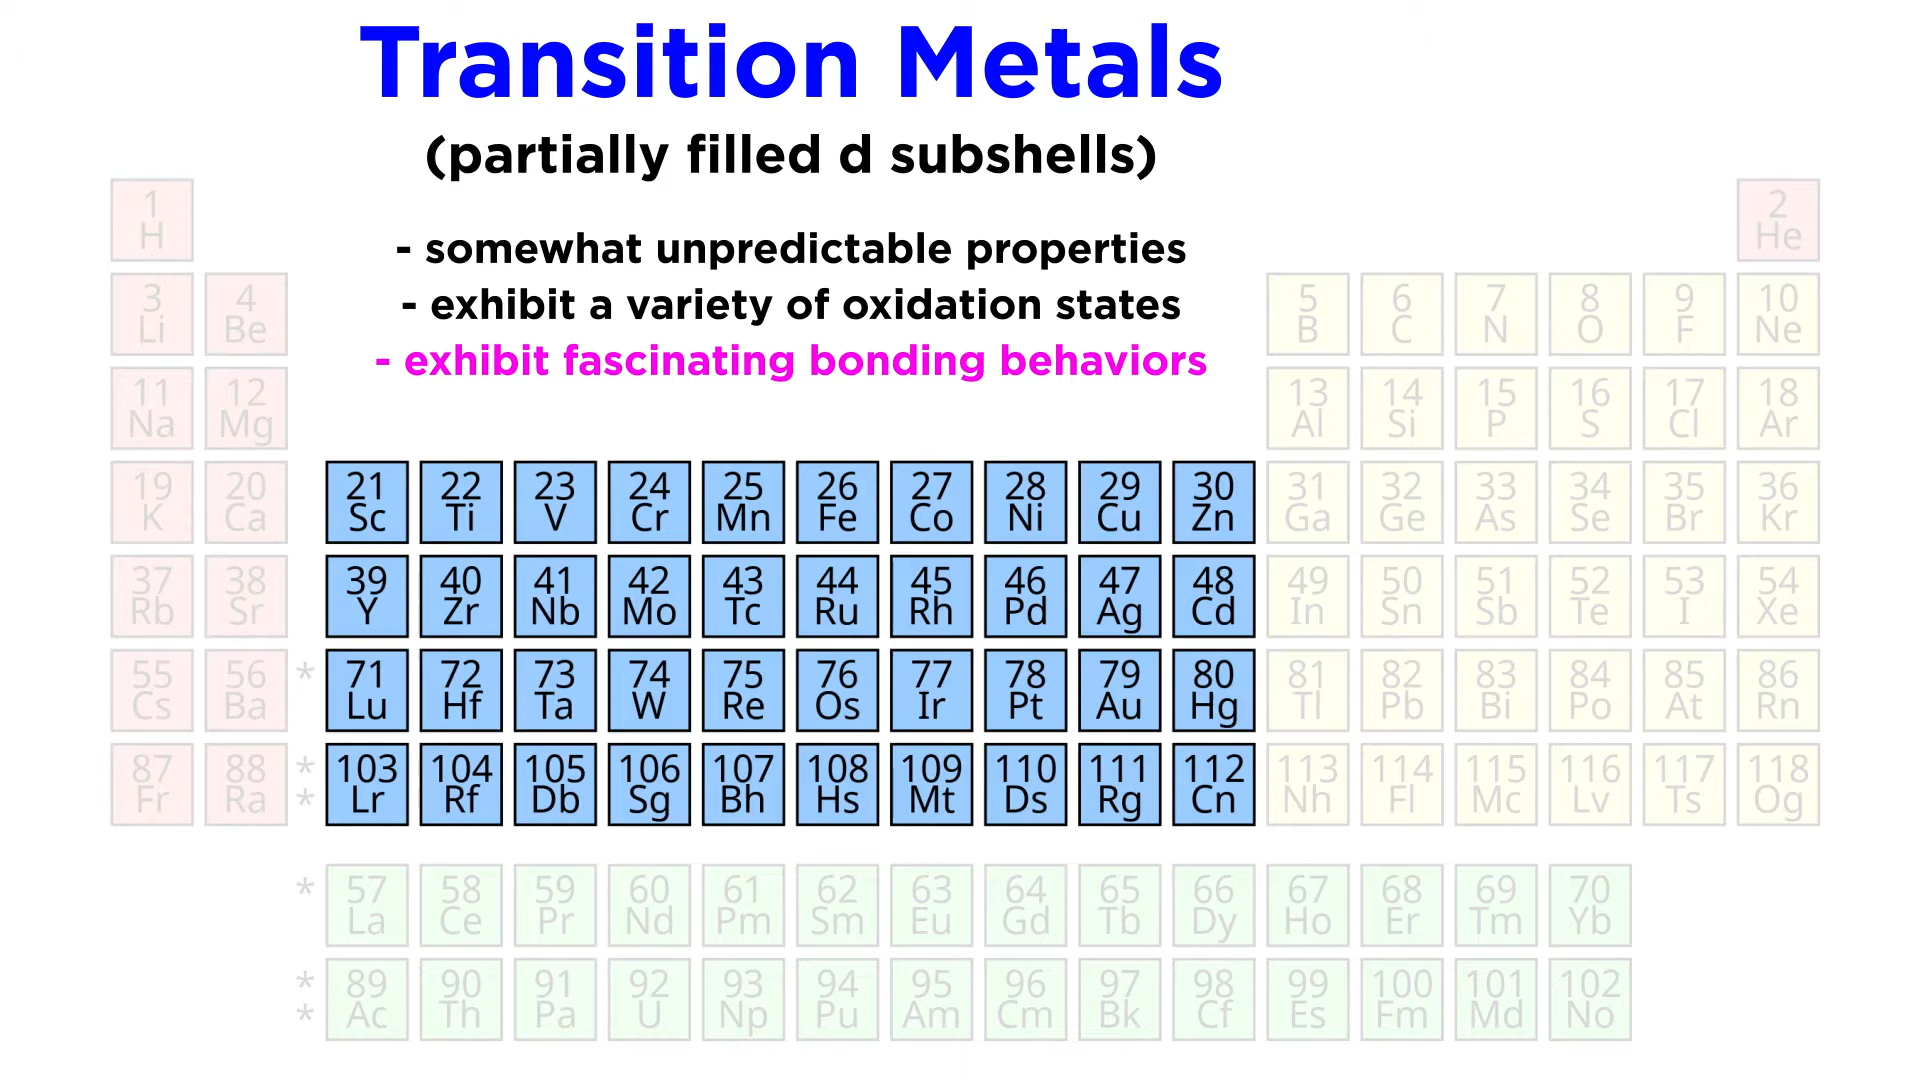 Transition Metals
(partially filled d subshells)
- somewhat unpredictable properties
- exhibit a variety of oxidation states
- exhibit fascinating bonding behaviors
1 2
H He
3 4 5 6 7 8 9 10
Li Be B C N O F Ne
11 12 13 14 15 16 17 18
Na Mg Al Si P S Cl Ar
19 20 21 22 23 24 25 26 27 28 29 30 31 32 33 34 35 36
K Ca Sc Ti V Cr Mn Fe Co Ni Cu Zn Ga Ge As Se Br Kr
37 38 39 40 41 42 43 44 45 46 47 48 49 50 51 52 53 54
Rb Sr Y Zr Nb Mo Tc Ru Rh Pd Ag Cd In Sn Sb Te I Xe
55 56 * 71 72 73 74 75 76 77 78 79 80 81 82 83 84 85 86
Cs Ba Lu Hf Ta W Re Os Ir Pt Au Hg Tl Pb Bi Po At Rn
87 88 * 103 104 105 106 107 108 109 110 111 112 113 114 115 116 117 118
Fr Ra * Lr Rf Db Sg Bh Hs Mt Ds Rg Cn Nh Fl Mc Lv Ts Og
* 57 58 59 60 61 62 63 64 65 66 67 68 69 70
La Ce Pr Nd Pm Sm Eu Gd Tb Dy Ho Er Tm Yb
* 89 90 91 92 93 94 95 96 97 98 99 100 101 102
* Ac Th Pa U Np Pu Am Cm Bk Cf Es Fm Md No